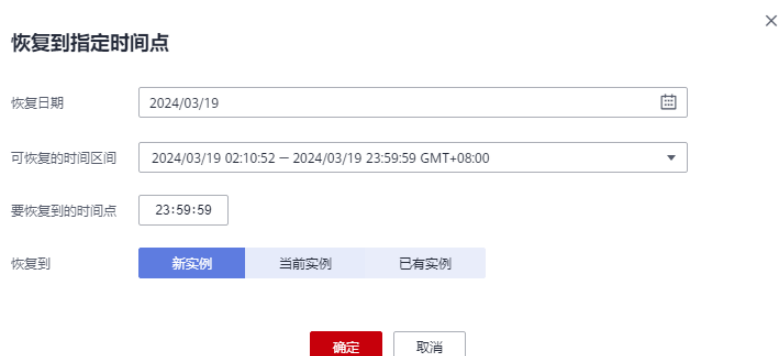 恢复到指定时间点
恢复日期 2024/03/19
可恢复的时间区间 2024/03/19 02:10:52 — 2024/03/19 23:59:59 GMT+08:00
要恢复到的时间点 23:59:59
恢复到 新实例 当前实例 已有实例
确定 取消